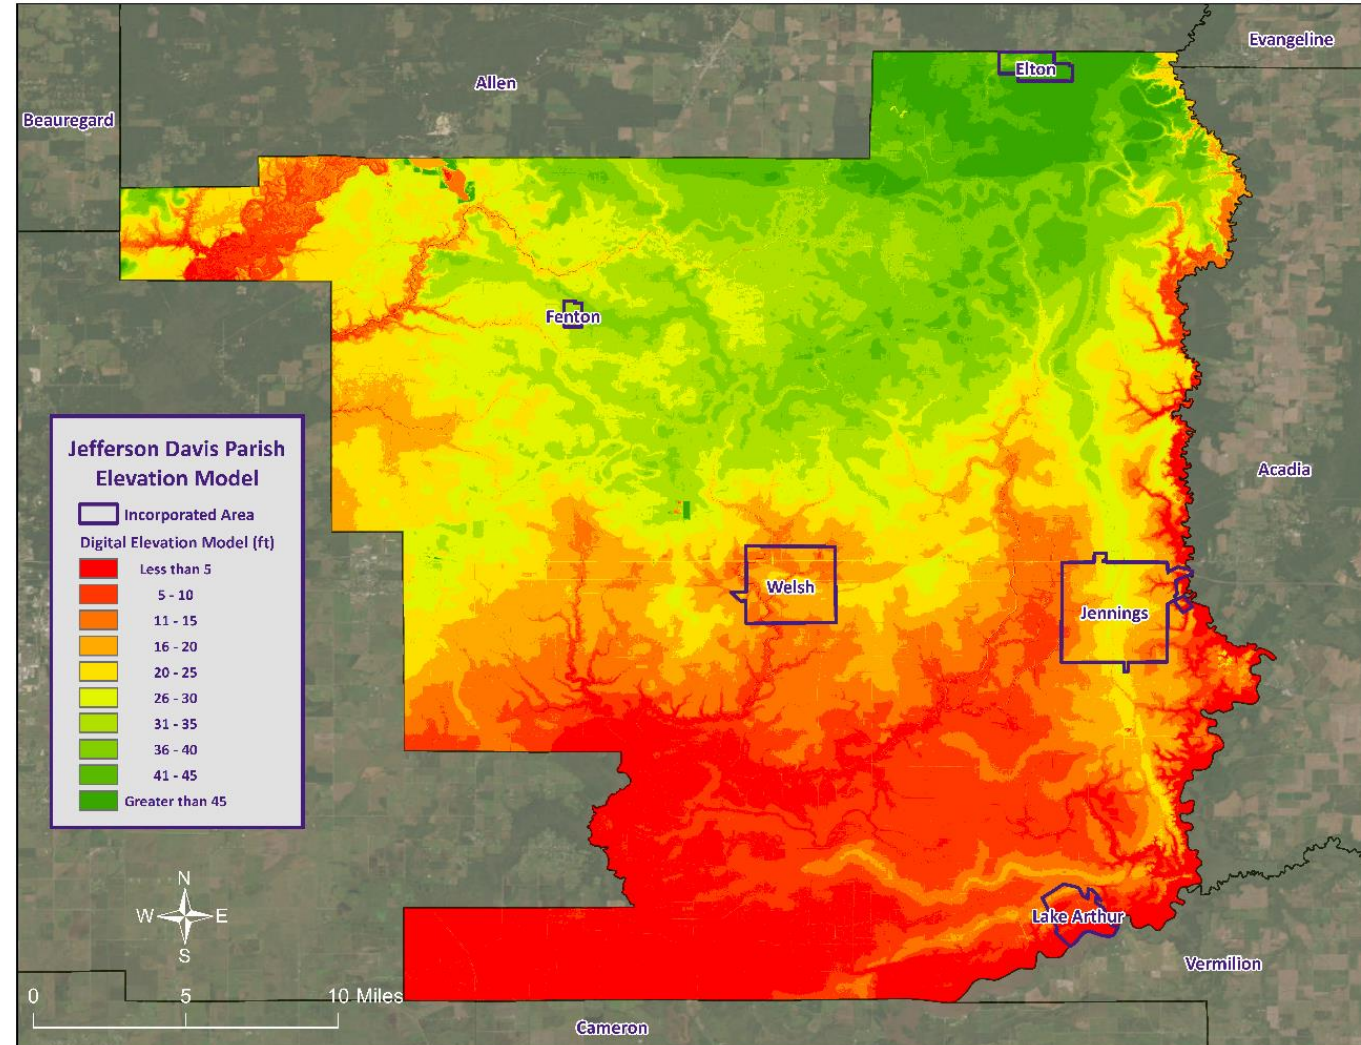 Evangeline
Elton
Allen
Beauregard
Fenton
Jefferson Davis Parish
Elevation Model
Incorporated Area
Digital Elevation Model (ft)
Less than 5
5 - 10
11 - 15
16 - 20
20 - 25
26 - 30
31 - 35
36 - 40
41 - 45
Greater than 45
Acadia
Welsh
Jennings
Lake Arthur
Vermilion
Cameron
N
W
E
S
0
5
10 Miles